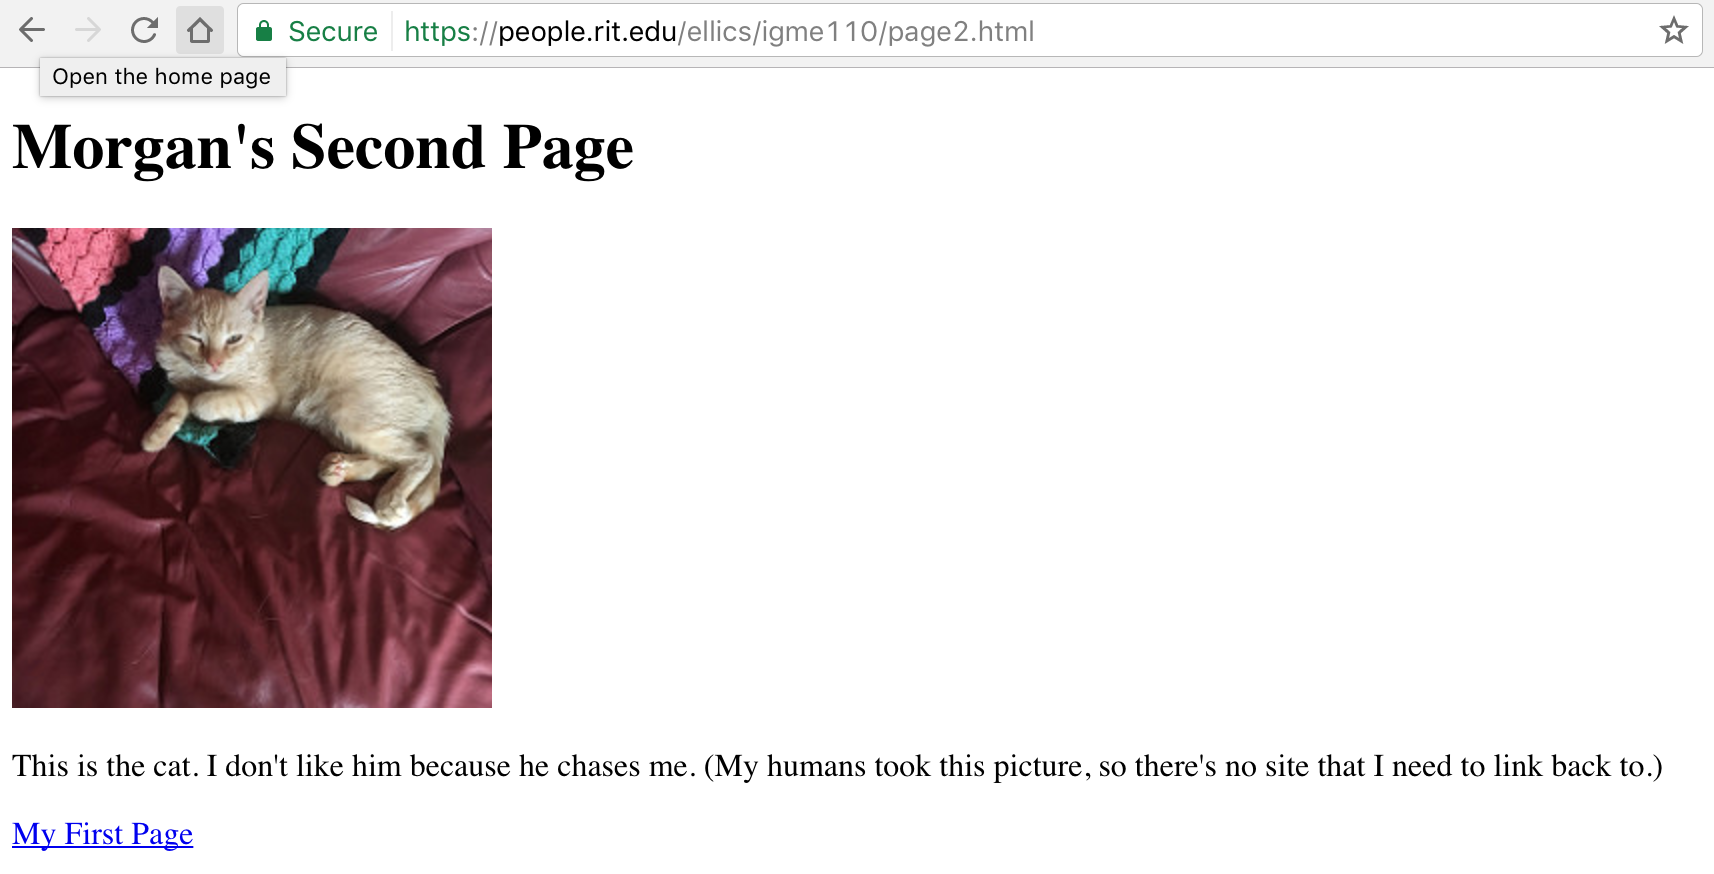 Secure https://people.rit.edu/ellics/igme110/page2.html
Open the home page
Morgan's Second Page
This is the cat. I don't like him because he chases me. (My humans took this picture, so there's no site that I need to link back to.)
My First Page